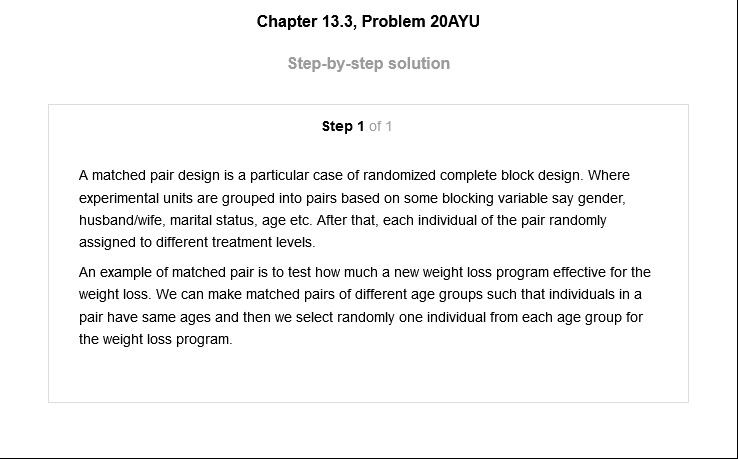 Chapter 13.3, Problem 20AYU
Step-by-step solution
Step 1 of 1
A matched pair design is a particular case of randomized complete block design. Where
experimental units are grouped into pairs based on some blocking variable say gender,
husband/wife, marital status, age etc. After that, each individual of the pair randomly
assigned to different treatment levels.
An example of matched pair is to test how much a new weight loss program effective for the
weight loss. We can make matched pairs of different age groups such that individuals in a
pair have same ages and then we select randomly one individual from each age group for
the weight loss program.